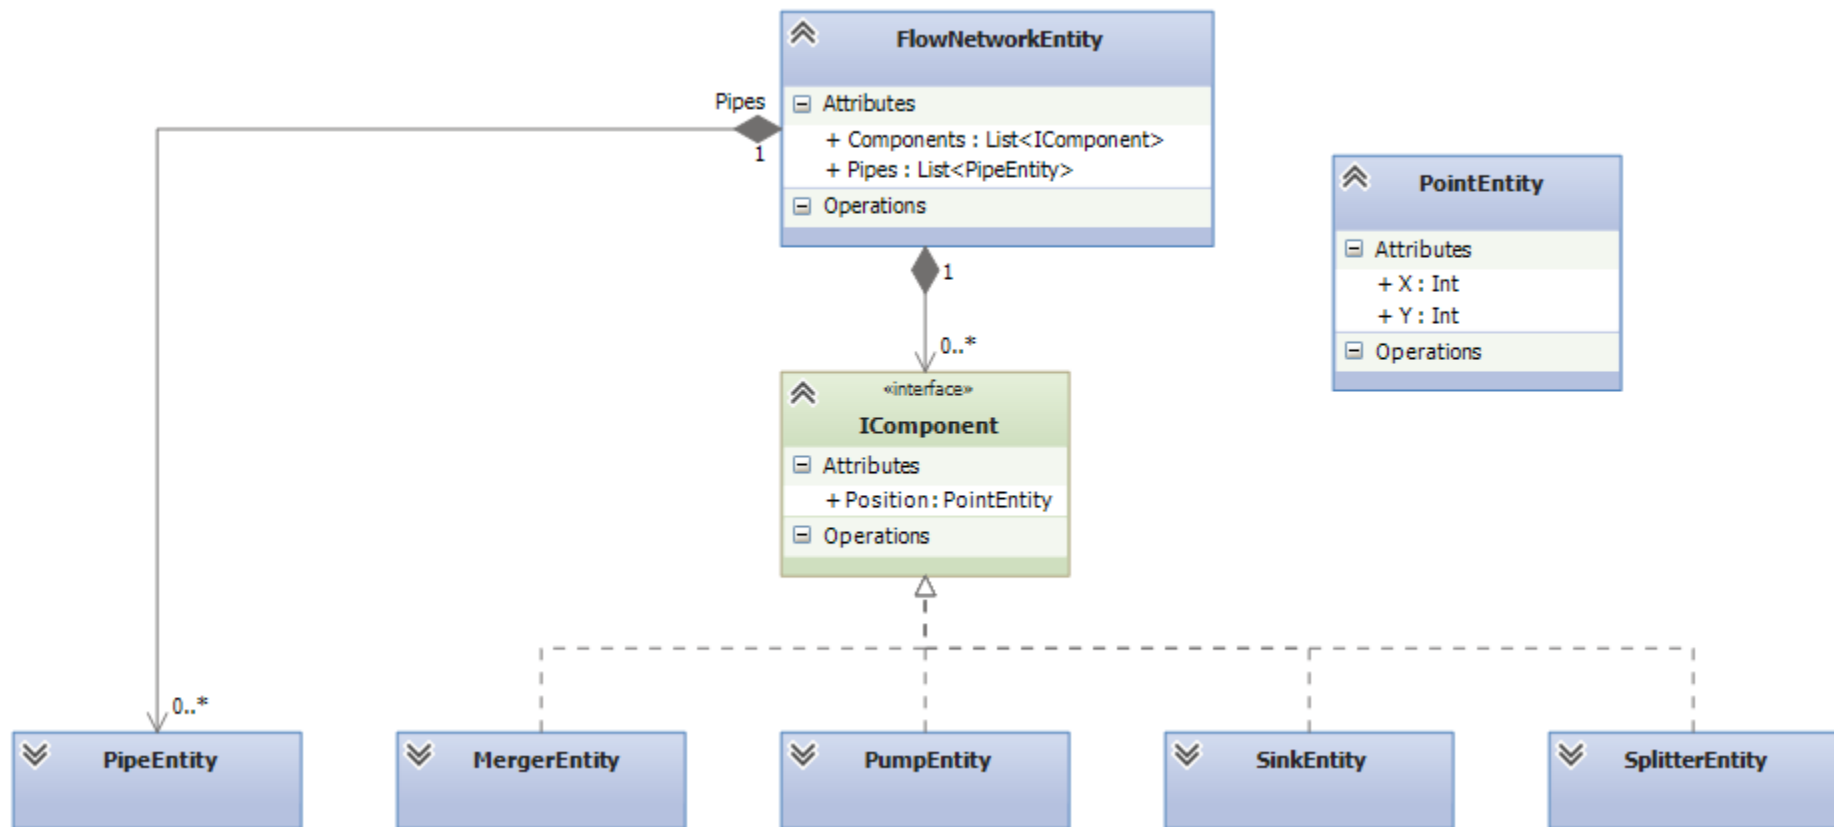 FlowNetworkEntity
Attributes
+ Components : List<IComponent>
+ Pipes : List<PipeEntity>
Operations
Pipes
1
1
0..*
PointEntity
Attributes
+ X : Int
+ Y : Int
Operations
«interface»
IComponent
Attributes
+ Position : PointEntity
Operations
0..*
PipeEntity
MergerEntity
PumpEntity
SinkEntity
SplitterEntity